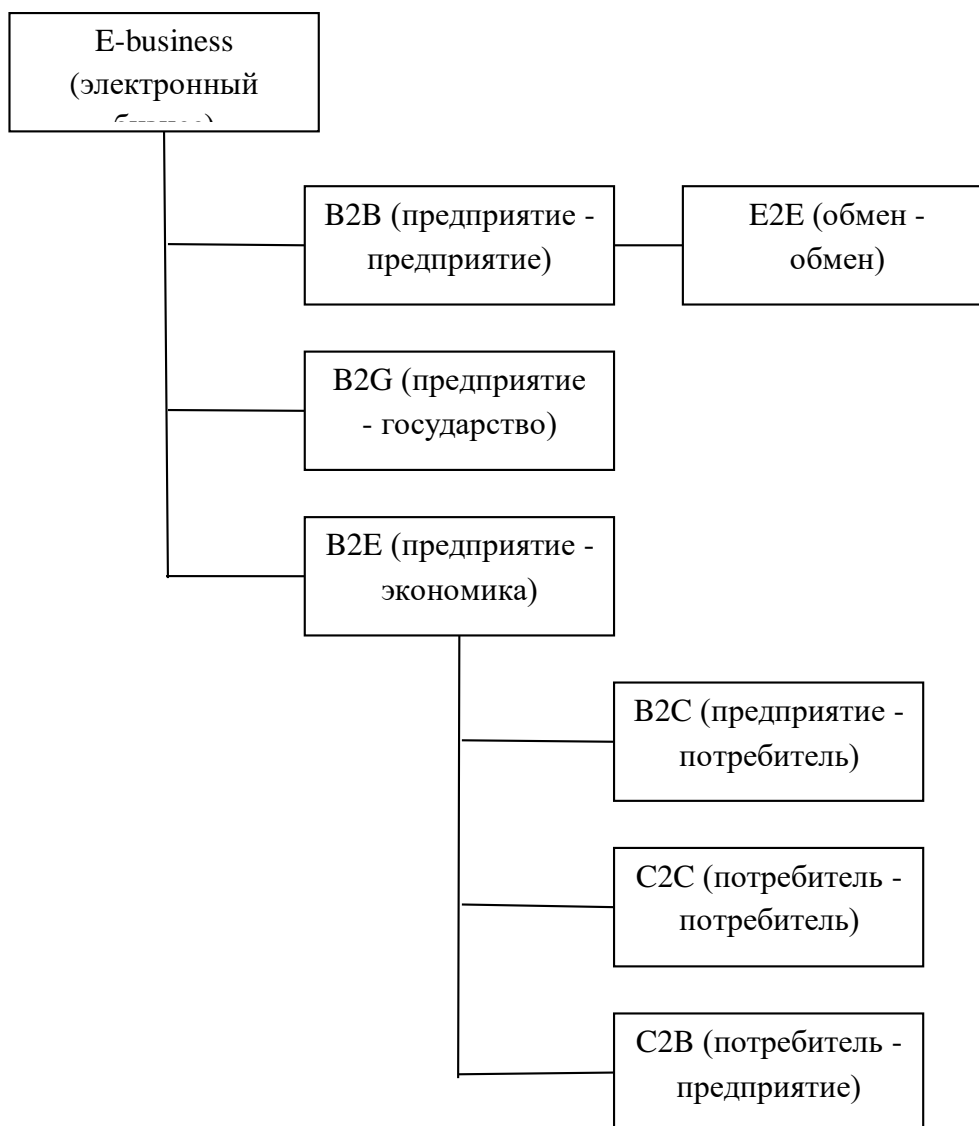 E-business
(электронный
B2B (предприятие -
предприятие)
E2E (обмен -
обмен)
B2G (предприятие
- государство)
B2E (предприятие -
экономика)
B2C (предприятие -
потребитель)
C2C (потребитель -
потребитель)
C2B (потребитель -
предприятие)